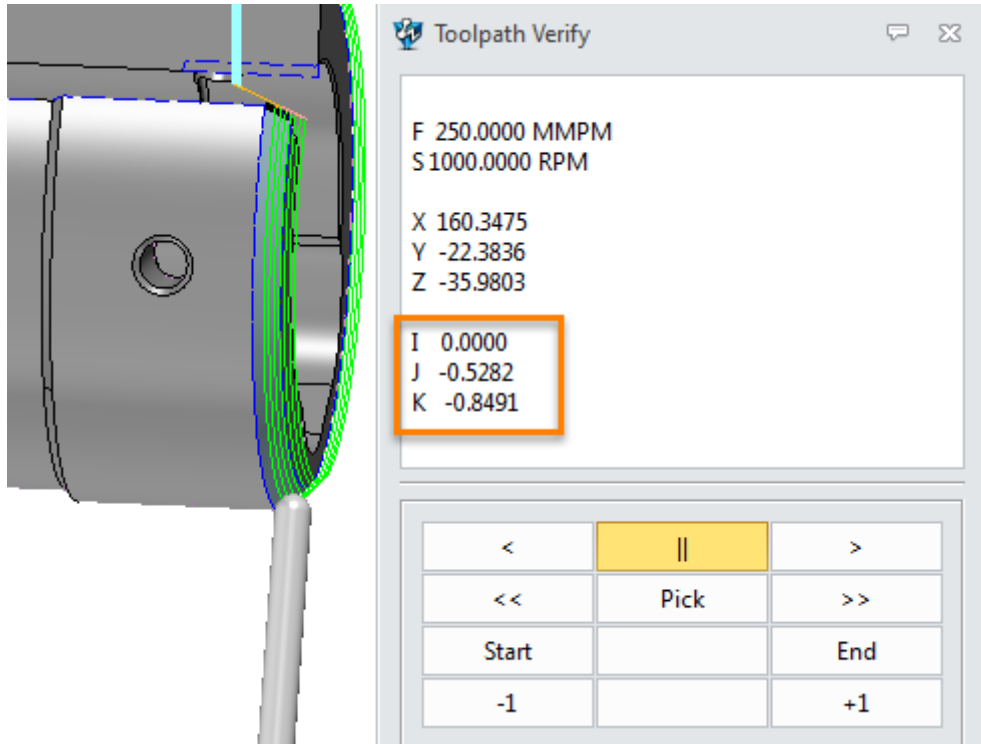 Toolpath Verify
F 250.0000 MMPM
S 1000.0000 RPM
X 160.3475
Y -22.3836
Z -35.9803
I 0.0000
J -0.5282
K -0.8491
< || >
<< Pick >>
Start End
-1 +1